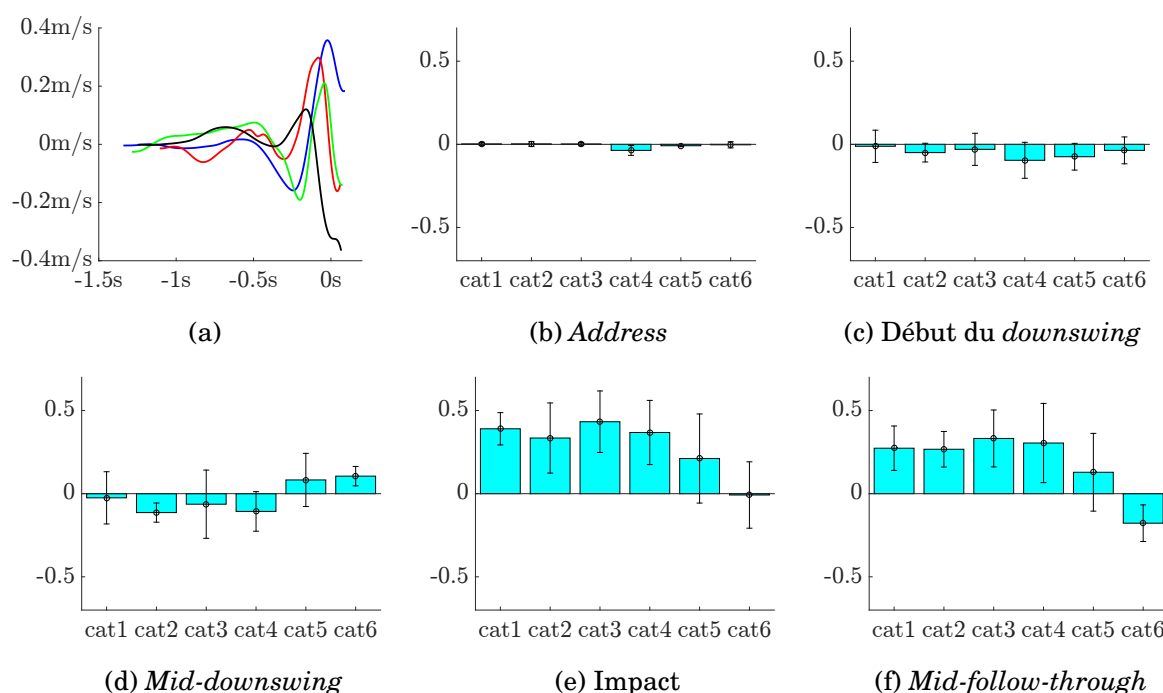 0.4m/s
0.2m/s
0m/s
-0.2m/s
-0.4m/s
-1.5s -1s -0.5s 0s
(a)
0.5
0
-0.5
cat1 cat2 cat3 cat4 cat5 cat6
(b) Address
0.5
0
-0.5
cat1 cat2 cat3 cat4 cat5 cat6
(c) Début du downswing
0.5
0
-0.5
cat1 cat2 cat3 cat4 cat5 cat6
(d) Mid-downswing
0.5
0
-0.5
cat1 cat2 cat3 cat4 cat5 cat6
(e) Impact
0.5
0
-0.5
cat1 cat2 cat3 cat4 cat5 cat6
(f) Mid-follow-through